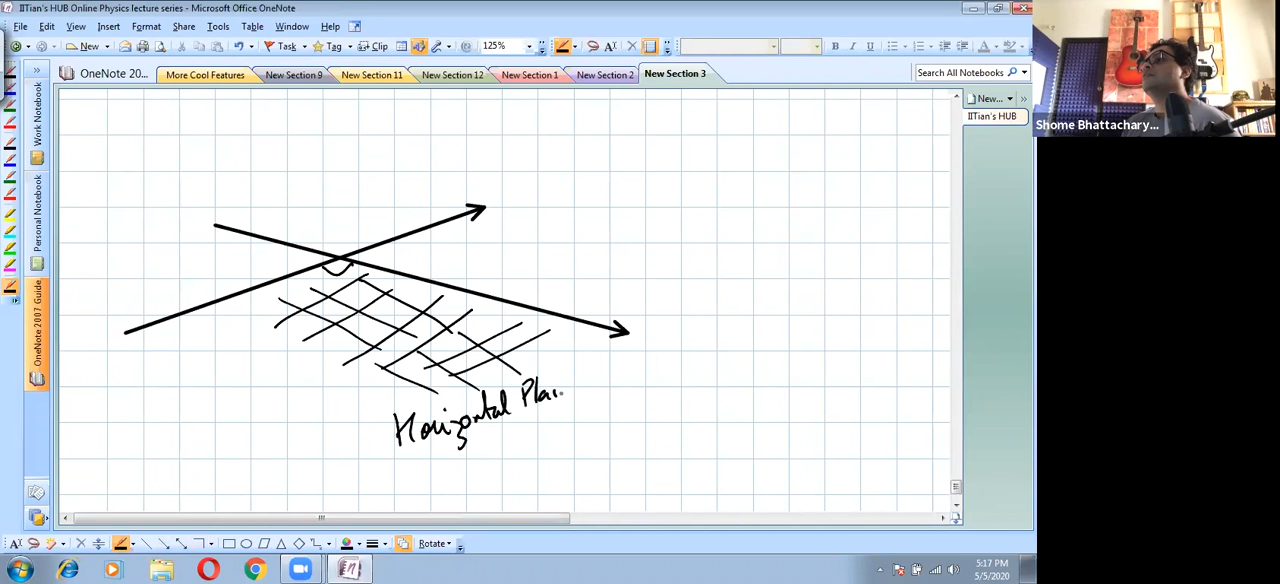 IITian's HUB Online Physics lecture series - Microsoft Office OneNote
File Edit View Insert Format Share Tools Table Window Help
New Task Tag Clip 125%
OneNote 20... More Cool Features New Section 9 New Section 11 New Section 12 New Section 1 New Section 2 New Section 3 Search All Notebooks
New...
IITian's HUB
Work Notebook
Personal Notebook
OneNote 2007 Guide
Shome Bhattachary...
Horizontal Plan
Rotate
5:17 PM
5/5/2020